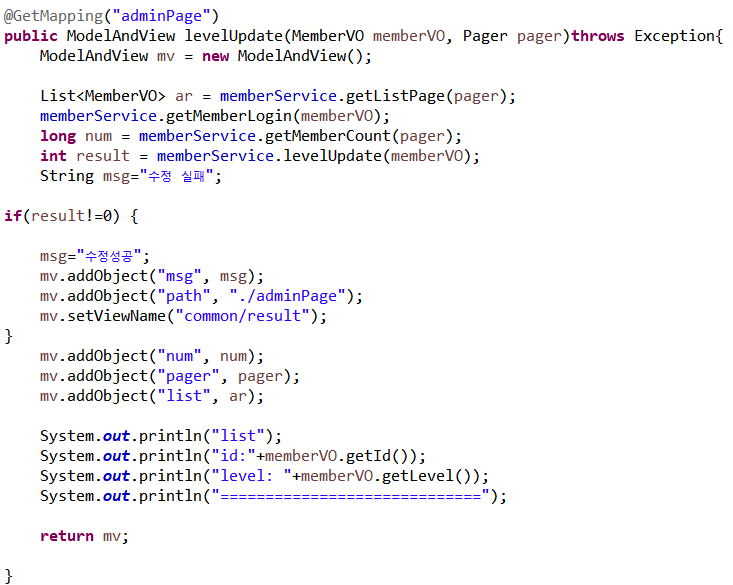 @GetMapping("adminPage")
public ModelAndView levelUpdate(MemberVO memberVO, Pager pager)throws Exception{
    ModelAndView mv = new ModelAndView();

    List<MemberVO> ar = memberService.getListPage(pager);
    memberService.getMemberLogin(memberVO);
    long num = memberService.getMemberCount(pager);
    int result = memberService.levelUpdate(memberVO);
    String msg="수정 실패";

if(result!=0) {

    msg="수정성공";
    mv.addObject("msg", msg);
    mv.addObject("path", "./adminPage");
    mv.setViewName("common/result");
}
    mv.addObject("num", num);
    mv.addObject("pager", pager);
    mv.addObject("list", ar);

    System.out.println("list");
    System.out.println("id:"+memberVO.getId());
    System.out.println("level: "+memberVO.getLevel());
    System.out.println("=============================");

    return mv;

}